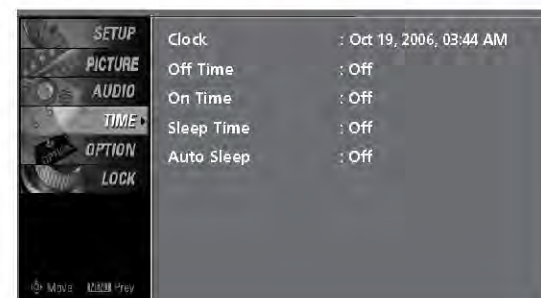 SETUP
PICTURE
AUDIO
TIME
OPTION
LOCK
Clock : Oct 19, 2006, 03:44 AM
Off Time : Off
On Time : Off
Sleep Time : Off
Auto Sleep : Off
Move Prev